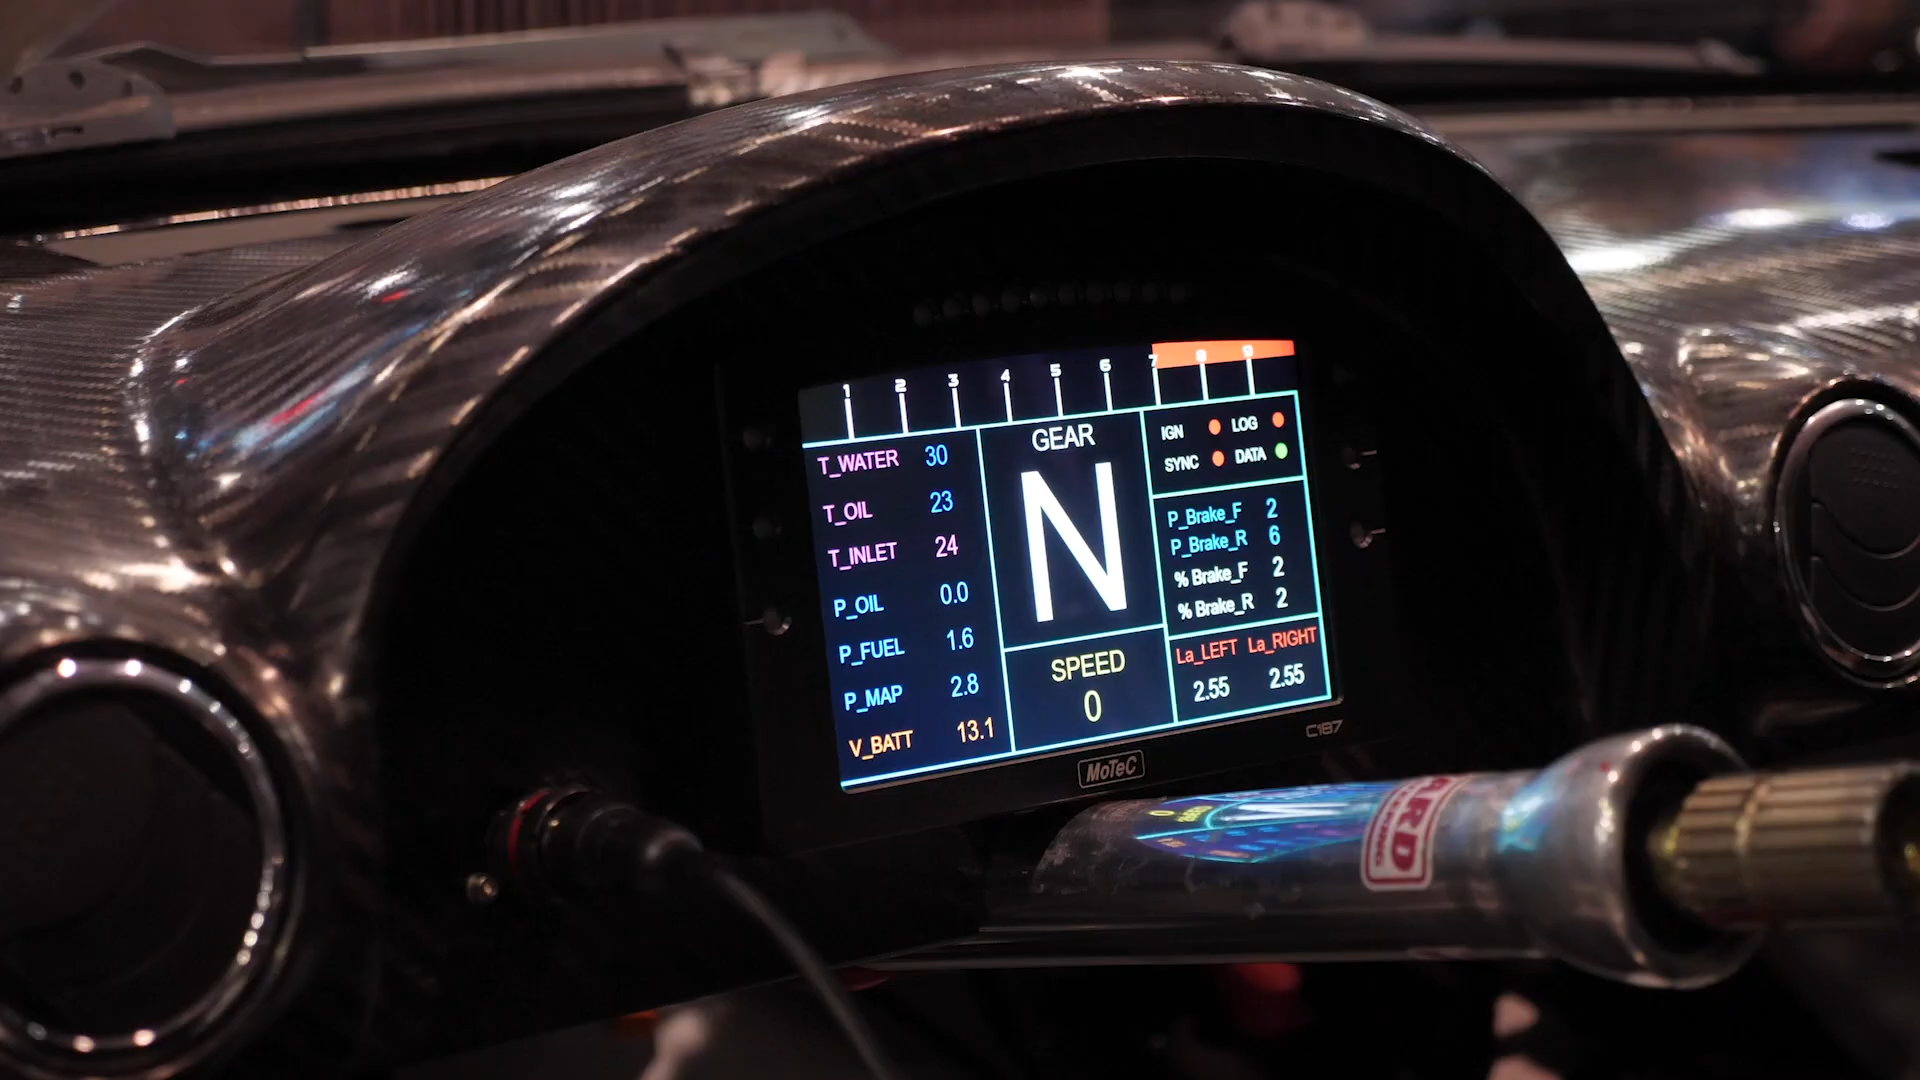 1 2 3 4 5 6 7 8 9
T_WATER 30
T_OIL 23
T_INLET 24
P_OIL 0.0
P_FUEL 1.6
P_MAP 2.8
V_BATT 13.1
GEAR
N
SPEED
0
IGN LOG
SYNC DATA
P_Brake_F 2
P_Brake_R 6
% Brake_F 2
% Brake_R 2
La_LEFT La_RIGHT
2.55 2.55
C187
MoTeC